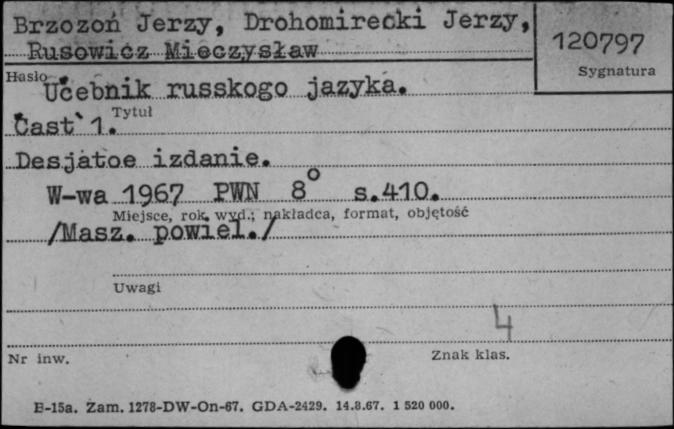 Brzozoń Jerzy, Drohomirecki Jerzy,
Rusowicz Mieczysław
120797
Sygnatura
Hasło
Učebnik russkogo jazyka.
Tytuł
Čast' 1.
Desjatoe izdanie.
W-wa 1967 PWN 8° s.410.
Miejsce, rok wyd.; nakładca, format, objętość
/Masz. powiel./
Uwagi
4
Nr inw.
Znak klas.
E-15a. Zam. 1278-DW-On-67. GDA-2429. 14.8.67. 1 520 000.